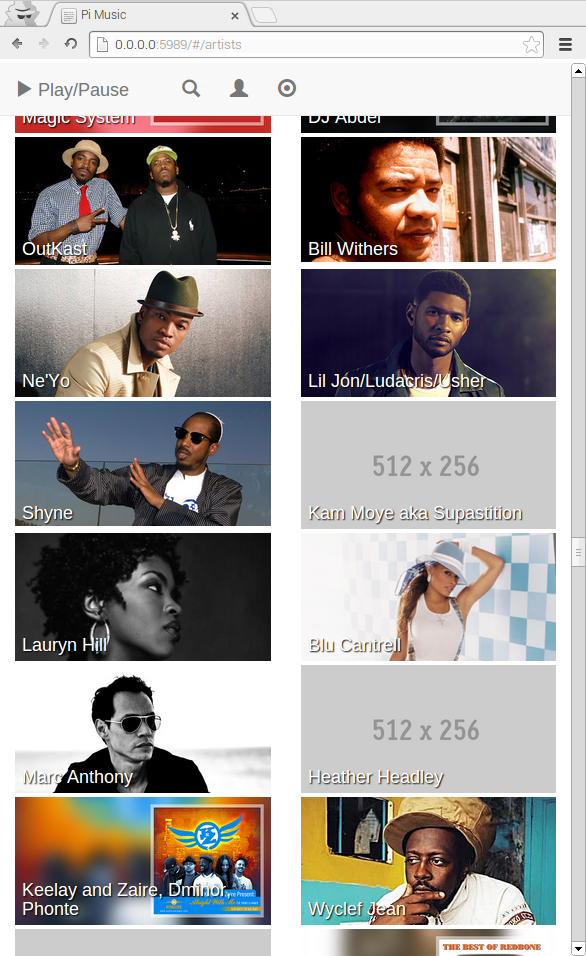 Pi Music
0.0.0.0:5989/#/artists
Play/Pause
Magic System
DJ Abdel
OutKast
Bill Withers
Ne'Yo
Lil Jon/Ludacris/Usher
Shyne
512 x 256
Kam Moye aka Supastition
Lauryn Hill
Blu Cantrell
Marc Anthony
512 x 256
Heather Headley
Keelay and Zaire, Dminor,
Phonte
Wyclef Jean
THE BEST OF REDBONE